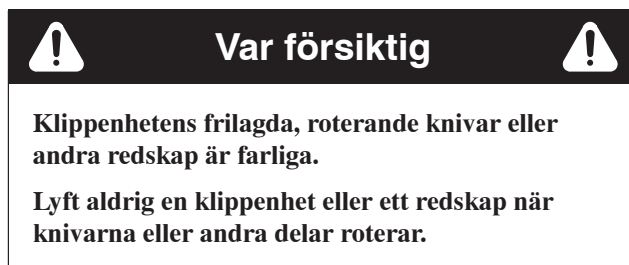 Var försiktig
Klippenhetens frilagda, roterande knivar eller
andra redskap är farliga.
Lyft aldrig en klippenhet eller ett redskap när
knivarna eller andra delar roterar.